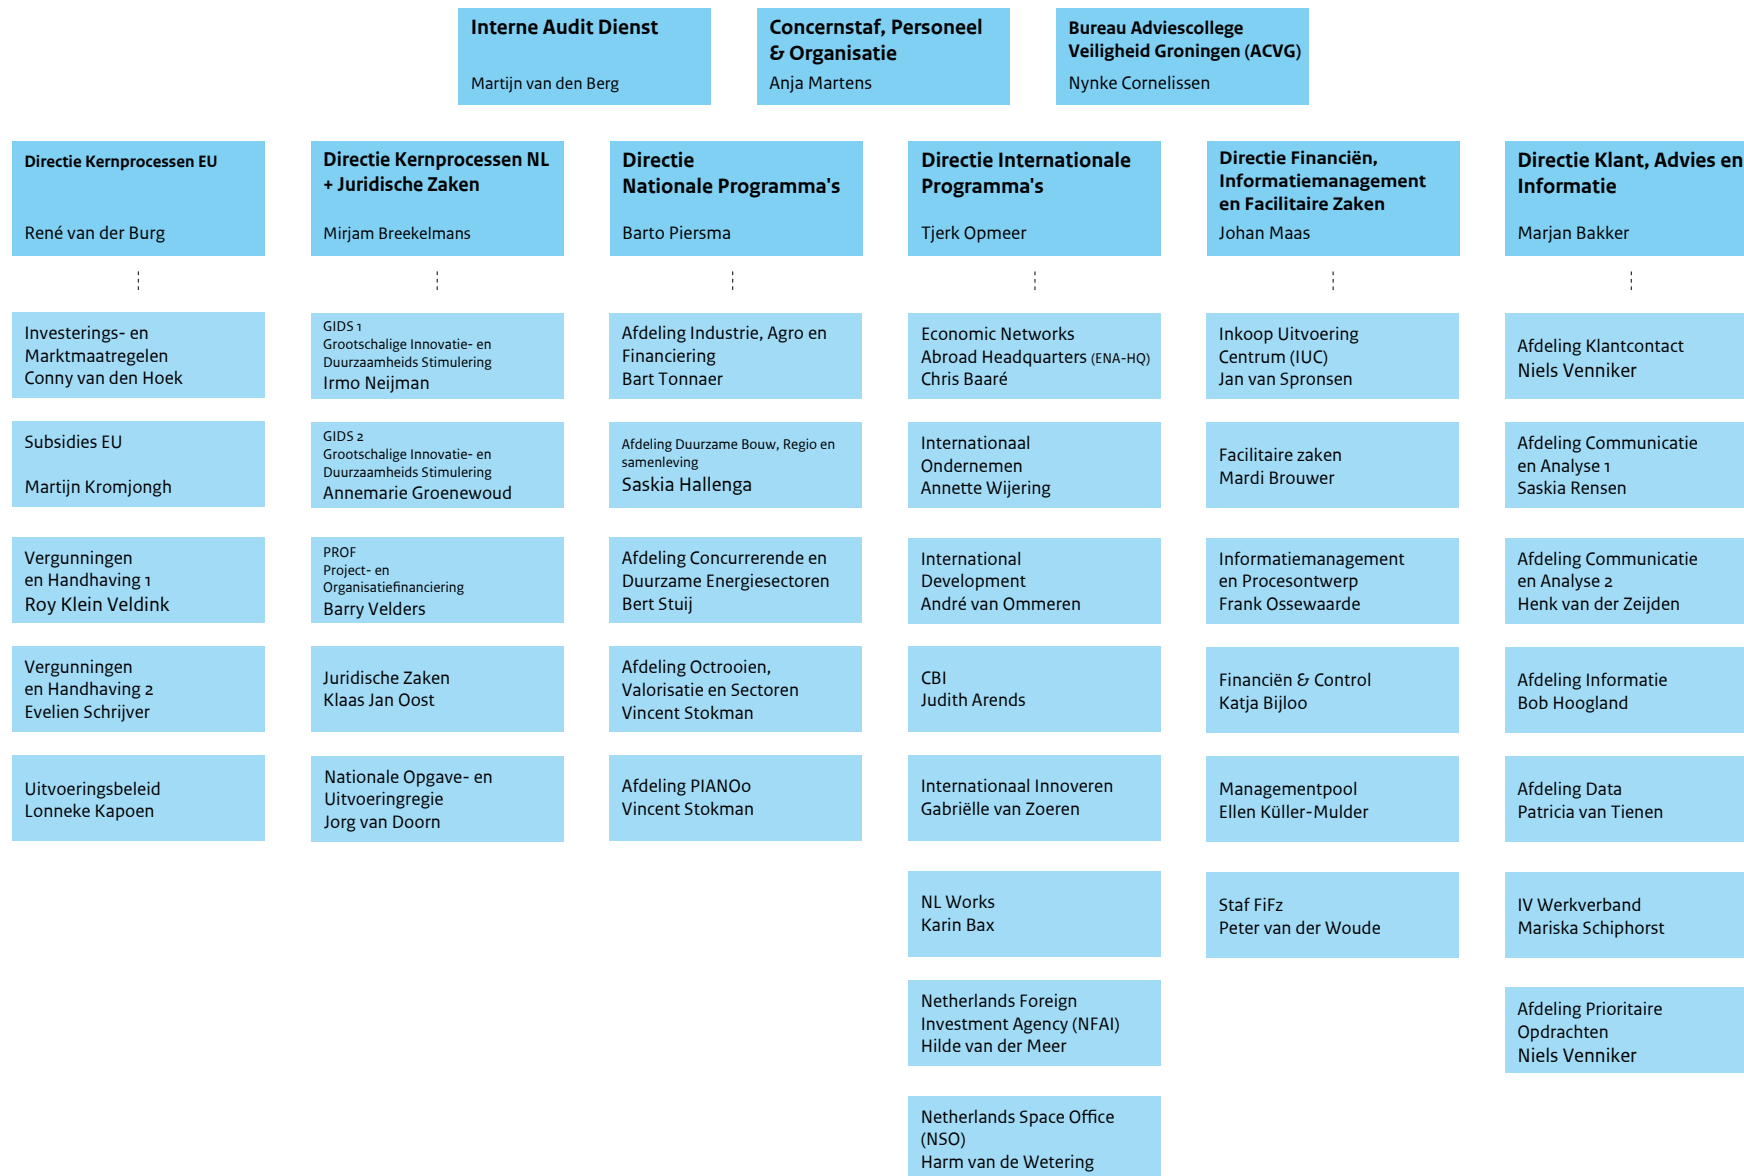 Interne Audit Dienst
Martijn van den Berg
Concernstaf, Personeel
& Organisatie
Anja Martens
Bureau Adviescollege
Veiligheid Groningen (ACVG)
Nynke Cornelissen
Directie Kernprocessen EU
René van der Burg
Investerings- en
Marktmaatregelen
Conny van den Hoek
Subsidies EU
Martijn Kromjongh
Vergunningen
en Handhaving 1
Roy Klein Veldink
Vergunningen
en Handhaving 2
Evelien Schrijver
Uitvoeringsbeleid
Lonneke Kapoen
Directie Kernprocessen NL
+ Juridische Zaken
Mirjam Breekelmans
GIDS 1
Grootschalige Innovatie- en
Duurzaamheids Stimulering
Irmo Neijman
GIDS 2
Grootschalige Innovatie- en
Duurzaamheids Stimulering
Annemarie Groenewoud
PROF
Project- en
Organisatiefinanciering
Barry Velders
Juridische Zaken
Klaas Jan Oost
Nationale Opgave- en
Uitvoeringregie
Jorg van Doorn
Directie
Nationale Programma's
Barto Piersma
Afdeling Industrie, Agro en
Financiering
Bart Tonnaer
Afdeling Duurzame Bouw, Regio en
samenleving
Saskia Hallenga
Afdeling Concurrerende en
Duurzame Energiesectoren
Bert Stuij
Afdeling Octrooien,
Valorisatie en Sectoren
Vincent Stokman
Afdeling PIANOo
Vincent Stokman
Directie Internationale
Programma's
Tjerk Opmeer
Economic Networks
Abroad Headquarters (ENA-HQ)
Chris Baaré
Internationaal
Ondernemen
Annette Wijering
International
Development
André van Ommeren
CBI
Judith Arends
Internationaal Innoveren
Gabriëlle van Zoeren
NL Works
Karin Bax
Netherlands Foreign
Investment Agency (NFAI)
Hilde van der Meer
Netherlands Space Office
(NSO)
Harm van de Wetering
Directie Financiën,
Informatiemanagement
en Facilitaire Zaken
Johan Maas
Inkoop Uitvoering
Centrum (IUC)
Jan van Spronsen
Facilitaire zaken
Mardi Brouwer
Informatiemanagement
en Procesontwerp
Frank Ossewaarde
Financiën & Control
Katja Bijloo
Managementpool
Ellen Küller-Mulder
Staf FiFz
Peter van der Woude
Directie Klant, Advies en
Informatie
Marjan Bakker
Afdeling Klantcontact
Niels Venniker
Afdeling Communicatie
en Analyse 1
Saskia Rensen
Afdeling Communicatie
en Analyse 2
Henk van der Zeijden
Afdeling Informatie
Bob Hoogland
Afdeling Data
Patricia van Tienen
IV Werkverband
Mariska Schiphorst
Afdeling Prioritaire
Opdrachten
Niels Venniker